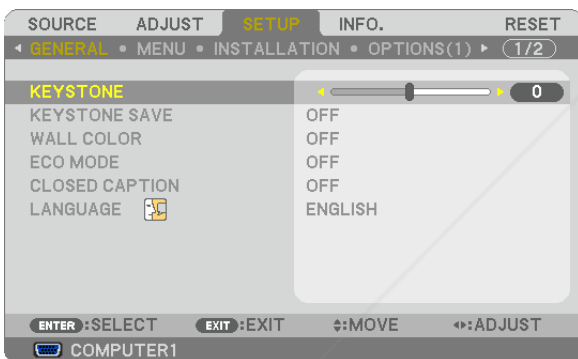 SOURCE ADJUST SETUP INFO. RESET
GENERAL • MENU • INSTALLATION • OPTIONS(1) 1/2
KEYSTONE 0
KEYSTONE SAVE OFF
WALL COLOR OFF
ECO MODE OFF
CLOSED CAPTION OFF
LANGUAGE ENGLISH
ENTER :SELECT EXIT :EXIT :MOVE :ADJUST
COMPUTER1